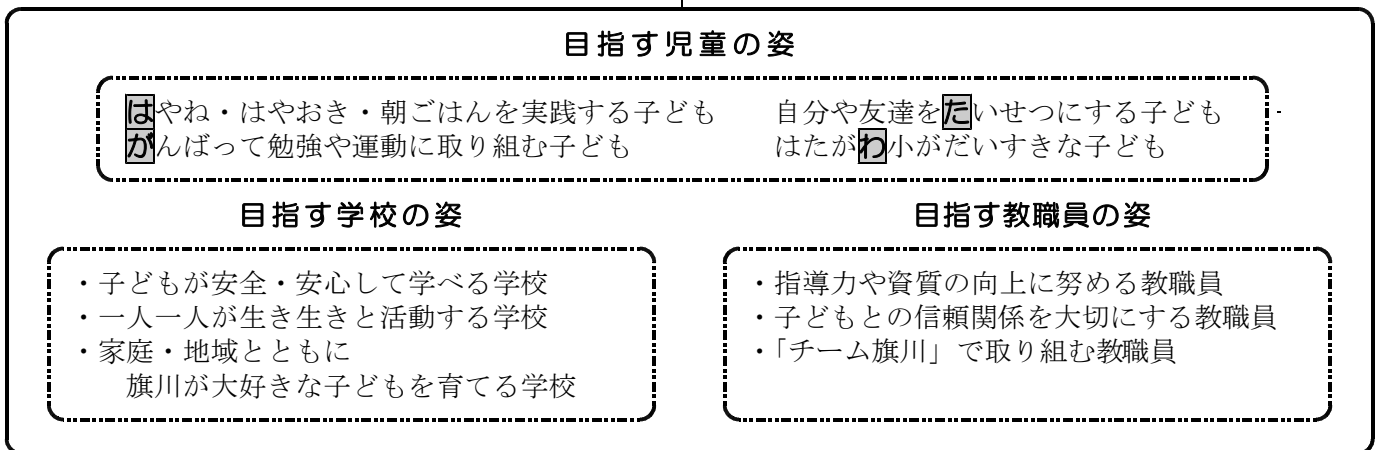 目指す児童の姿
はやね・はやおき・朝ごはんを実践する子ども　　自分や友達をたいせつにする子ども
がんばって勉強や運動に取り組む子ども　　はたがわ小がだいすきな子ども
目指す学校の姿
・子どもが安全・安心して学べる学校
・一人一人が生き生きと活動する学校
・家庭・地域とともに
旗川が大好きな子どもを育てる学校
目指す教職員の姿
・指導力や資質の向上に努める教職員
・子どもとの信頼関係を大切にする教職員
・「チーム旗川」で取り組む教職員